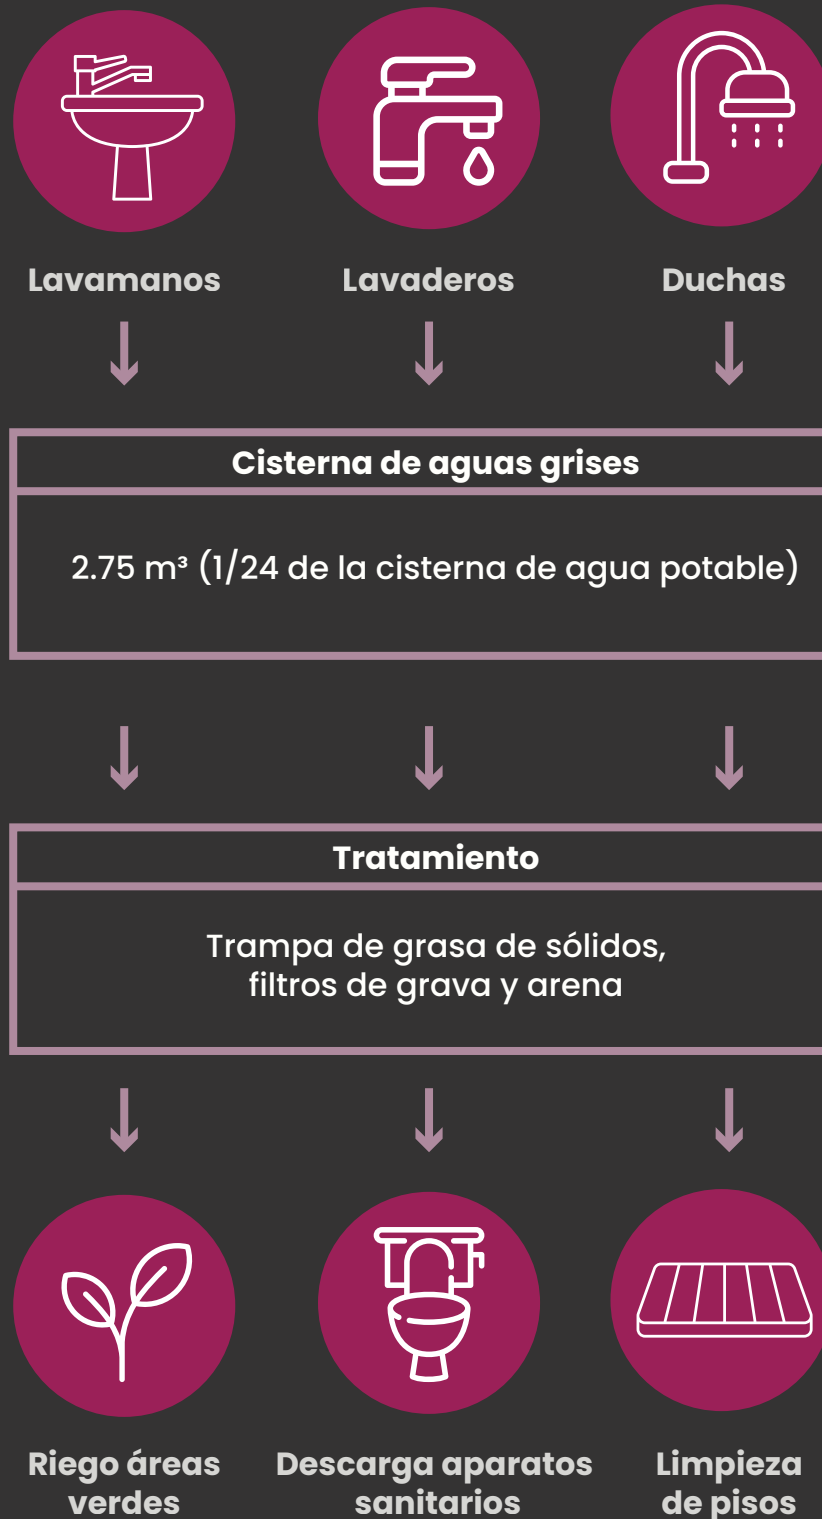 Lavamanos
Lavaderos
Duchas
Cisterna de aguas grises
2.75 m³ (1/24 de la cisterna de agua potable)
Tratamiento
Trampa de grasa de sólidos,
filtros de grava y arena
Riego áreas
verdes
Descarga aparatos
sanitarios
Limpieza
de pisos